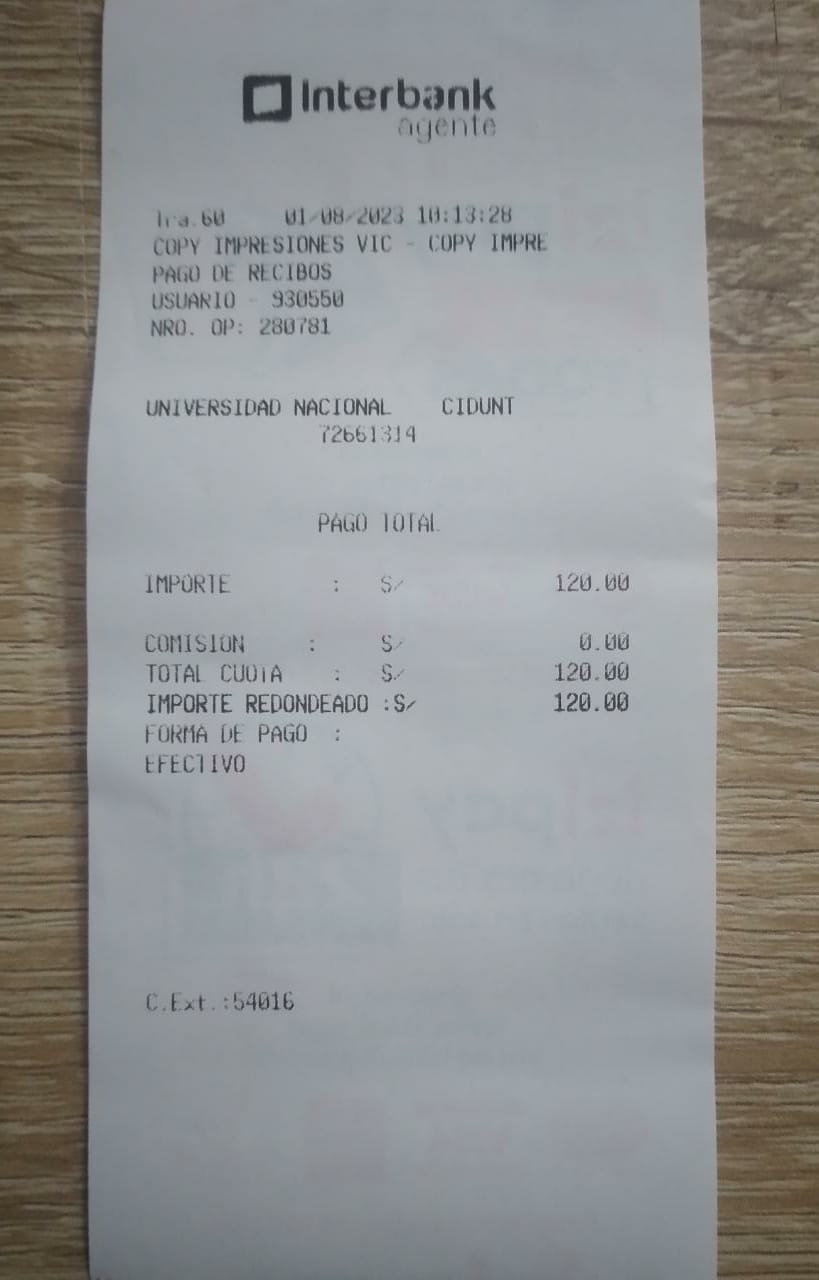 Interbank
agente
Tra.60 01/08/2023 10:13:28
COPY IMPRESIONES VIC - COPY IMPRE
PAGO DE RECIBOS
USUARIO - 930550
NRO. OP: 280781
UNIVERSIDAD NACIONAL CIDUNT
72661314
PAGO TOTAL
IMPORTE : S/ 120.00
COMISION : S/ 0.00
TOTAL CUOTA : S/ 120.00
IMPORTE REDONDEADO :S/ 120.00
FORMA DE PAGO :
EFECTIVO
C.Ext.:54016